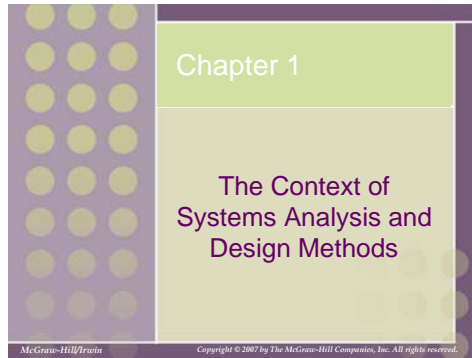 Chapter 1
The Context of
Systems Analysis and
Design Methods
McGraw-Hill/Irwin
Copyright © 2007 by The McGraw-Hill Companies, Inc. All rights reserved.